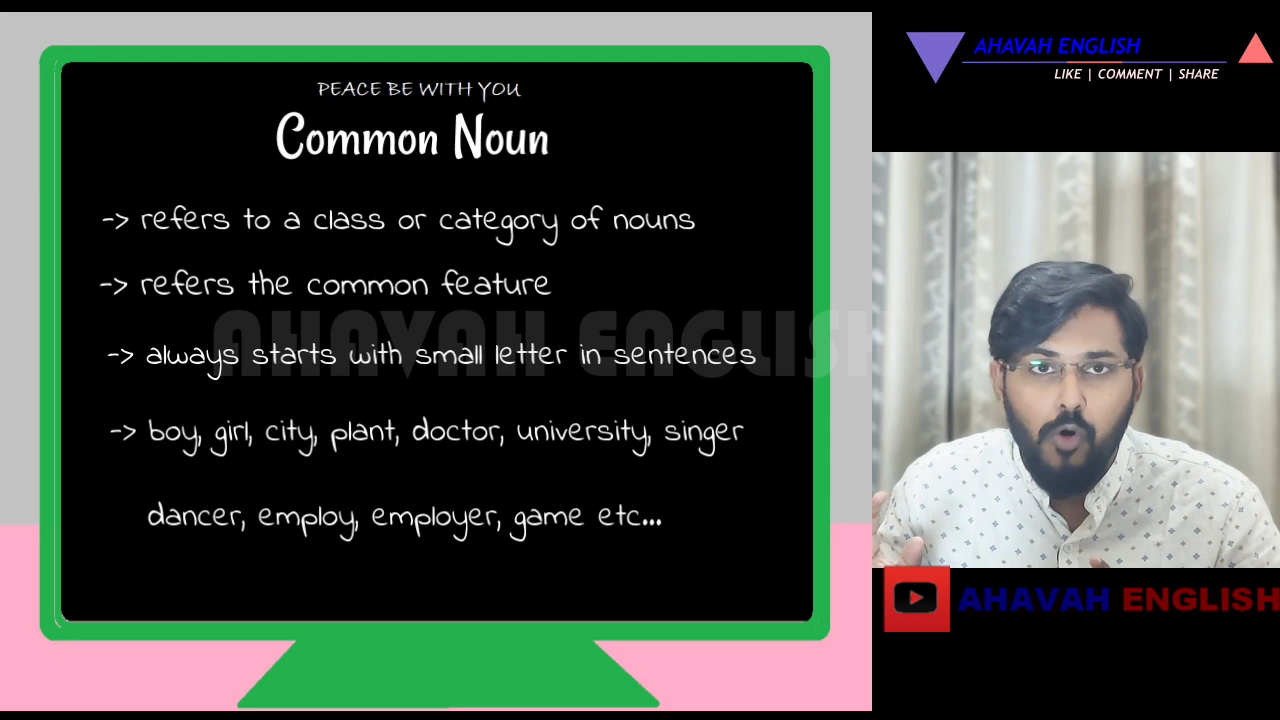 PEACE BE WITH YOU
Common Noun
-> refers to a class or category of nouns
-> refers the common feature
-> always starts with small letter in sentences
-> boy, girl, city, plant, doctor, university, singer
dancer, employ, employer, game etc...
AHAVAH ENGLISH
AHAVAH ENGLISH
LIKE | COMMENT | SHARE
AHAVAH ENGLISH